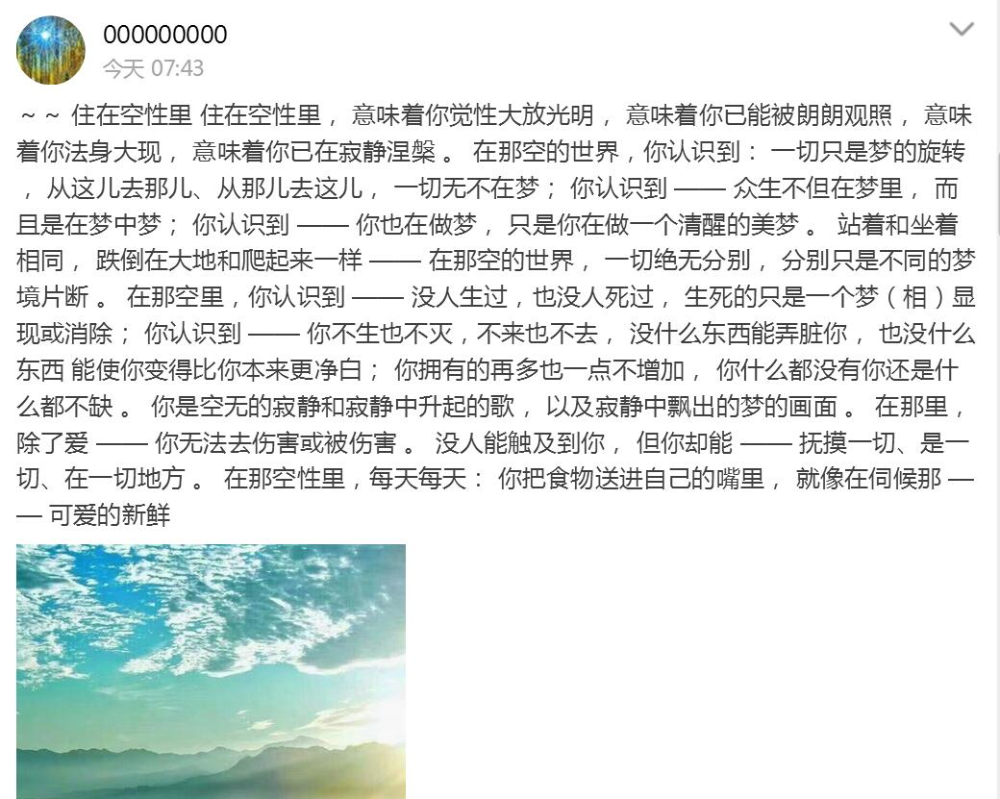 000000000
今天 07:43
～～ 住在空性里 住在空性里， 意味着你觉性大放光明， 意味着你已能被朗朗观照， 意味
着你法身大现， 意味着你已在寂静涅槃 。 在那空的世界，你认识到： 一切只是梦的旋转
， 从这儿去那儿、从那儿去这儿， 一切无不在梦； 你认识到 —— 众生不但在梦里， 而
且是在梦中梦； 你认识到 —— 你也在做梦， 只是你在做一个清醒的美梦 。 站着和坐着
相同， 跌倒在大地和爬起来一样 —— 在那空的世界， 一切绝无分别， 分别只是不同的梦
境片断 。 在那空里，你认识到 —— 没人生过，也没人死过， 生死的只是一个梦（相）显
现或消除； 你认识到 —— 你不生也不灭，不来也不去， 没什么东西能弄脏你， 也没什么
东西 能使你变得比你本来更净白； 你拥有的再多也一点不增加， 你什么都没有你还是什
么都不缺 。 你是空无的寂静和寂静中升起的歌， 以及寂静中飘出的梦的画面 。 在那里，
除了爱 —— 你无法去伤害或被伤害 。 没人能触及到你， 但你却能 —— 抚摸一切、是一
切、在一切地方 。 在那空性里，每天每天： 你把食物送进自己的嘴里， 就像在伺候那 —
— 可爱的新鲜